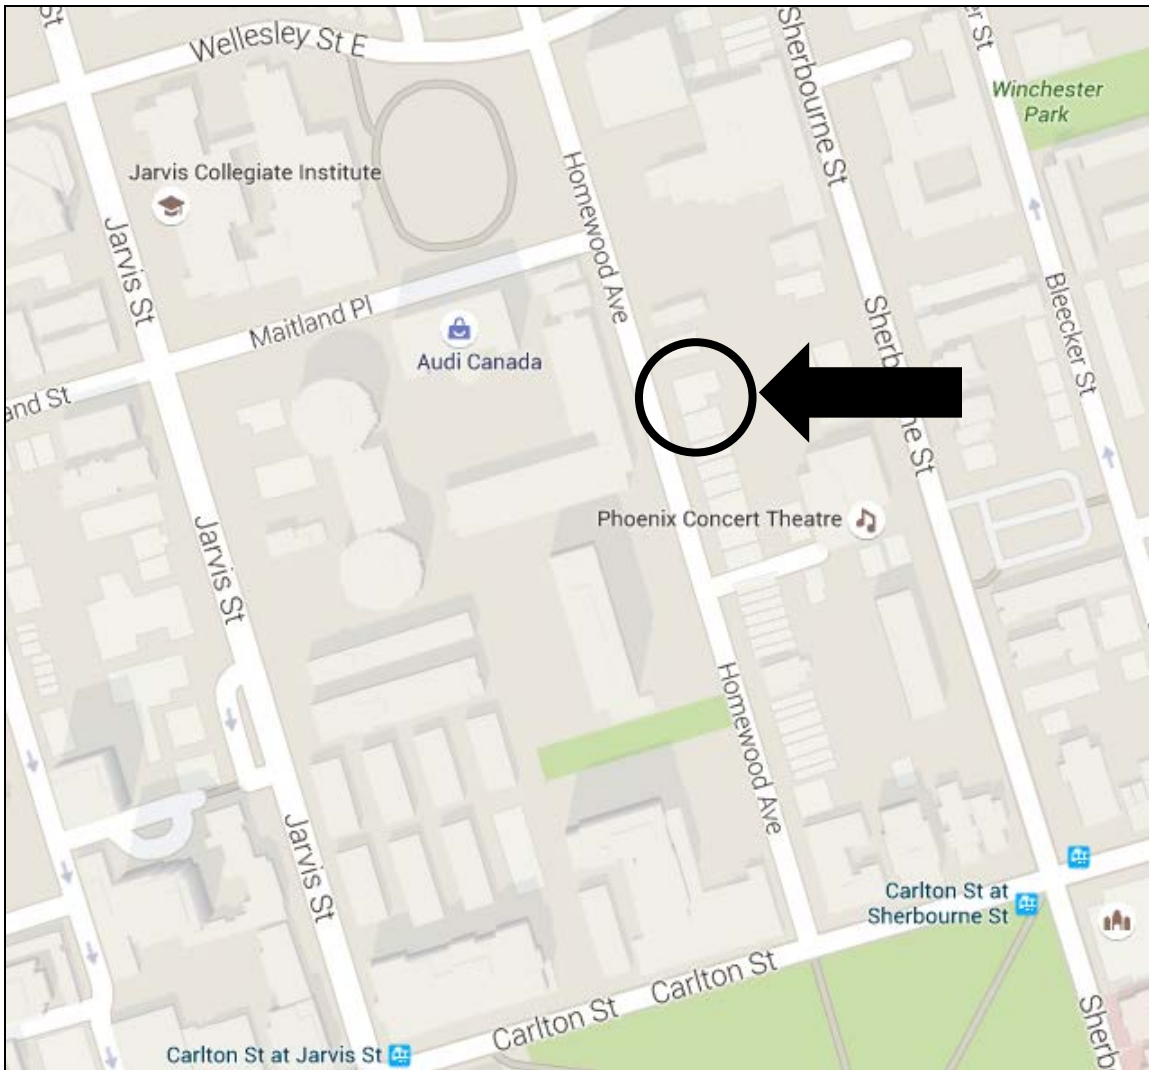 St
Wellesley St E
Sherbourne St
er St
Winchester
Park
Jarvis Collegiate Institute
Homewood Ave
Jarvis St
Maitland Pl
Audi Canada
Sherbo
ne St
Bleecker St
and St
Phoenix Concert Theatre
Jarvis St
Homewood Ave
Jarvis St
Carlton St at
Sherbourne St
Carlton St
Carlton St
Carlton St at Jarvis St
Sherb